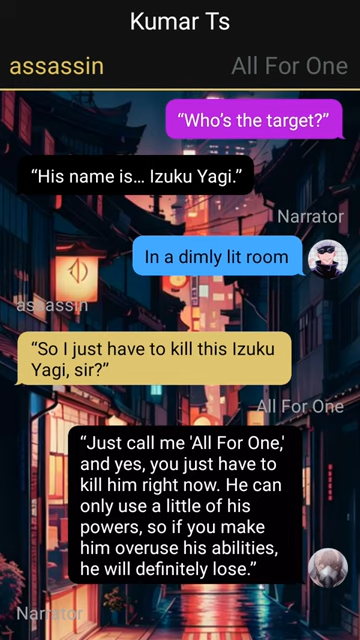 Kumar Ts
assassin
All For One
“Who’s the target?”
“His name is… Izuku Yagi.”
Narrator
In a dimly lit room
assassin
“So I just have to kill this Izuku
Yagi, sir?”
All For One
“Just call me 'All For One,'
and yes, you just have to
kill him right now. He can
only use a little of his
powers, so if you make
him overuse his abilities,
he will definitely lose.”
Narrator